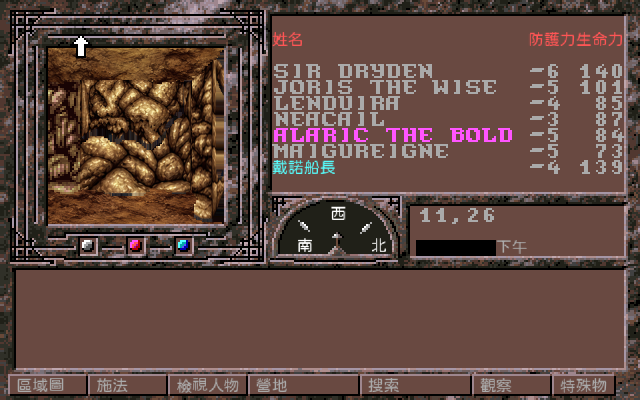 姓名 防護力生命力
SIR DRYDEN -6 140
JORIS THE WISE -5 101
LENDUIRA -4 85
NEACAIL -3 87
ALARIC THE BOLD -5 84
MAIGUREIGNE -5 73
戴諾船長 -4 139
西
南 北
11,26
下午
區域圖 施法 檢視人物 營地 搜索 觀察 特殊物